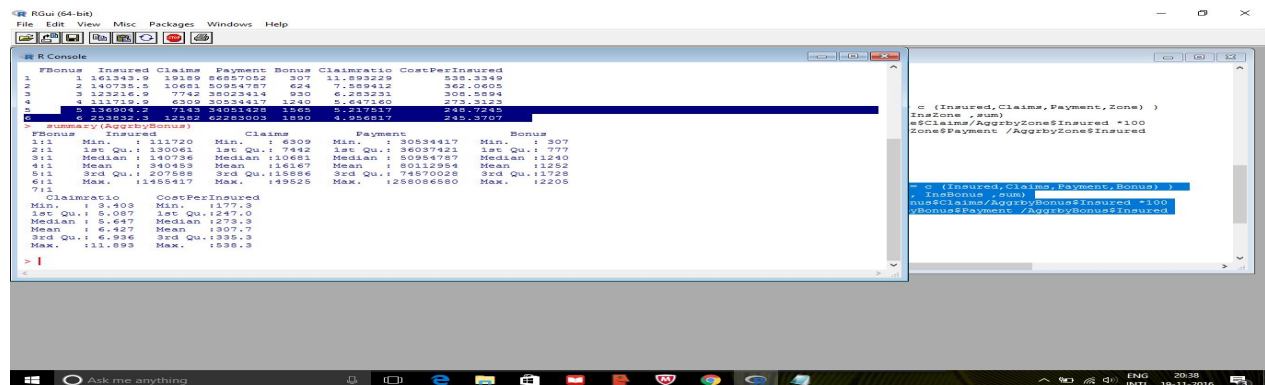 RGui (64-bit)
File Edit View Misc Packages Windows Help
R Console
FBonus Insured Claims Payment Bonus Claimratio CostPerInsured
1 1 161343.9 19189 86857052 307 11.893229 538.3349
2 2 140735.5 10681 50954787 624 7.589412 362.0605
3 3 123216.9 7742 38023414 930 6.283231 308.5894
4 4 111719.9 6309 30534417 1240 5.647160 273.3123
5 5 136904.2 7143 34051428 1565 5.217517 248.7245
6 6 253832.3 12582 62283003 1890 4.956817 245.3707
> summary(AggrbyBonus)
FBonus Insured Claims Payment Bonus
1:1 Min. : 111720 Min. : 6309 Min. : 30534417 Min. : 307
2:1 1st Qu.: 130061 1st Qu.: 7442 1st Qu.: 36037421 1st Qu.: 777
3:1 Median : 140736 Median :10681 Median : 50954787 Median :1240
4:1 Mean : 340453 Mean :16167 Mean : 80112954 Mean :1252
5:1 3rd Qu.: 207588 3rd Qu.:15886 3rd Qu.: 74570028 3rd Qu.:1728
6:1 Max. :1455417 Max. :49525 Max. :258086580 Max. :2205
7:1
Claimratio CostPerInsured
Min. : 3.403 Min. :177.3
1st Qu.: 5.087 1st Qu.:247.0
Median : 5.647 Median :273.3
Mean : 6.427 Mean :307.7
3rd Qu.: 6.936 3rd Qu.:335.3
Max. :11.893 Max. :538.3
>
c (Insured,Claims,Payment,Zone) )
InsZone ,sum)
e$Claims/AggrbyZone$Insured *100
Zone$Payment /AggrbyZone$Insured
= c (Insured,Claims,Payment,Bonus) )
, InsBonus ,sum)
nus$Claims/AggrbyBonus$Insured *100
yBonus$Payment /AggrbyBonus$Insured
Ask me anything
ENG
INTL
20:38
19-11-2016